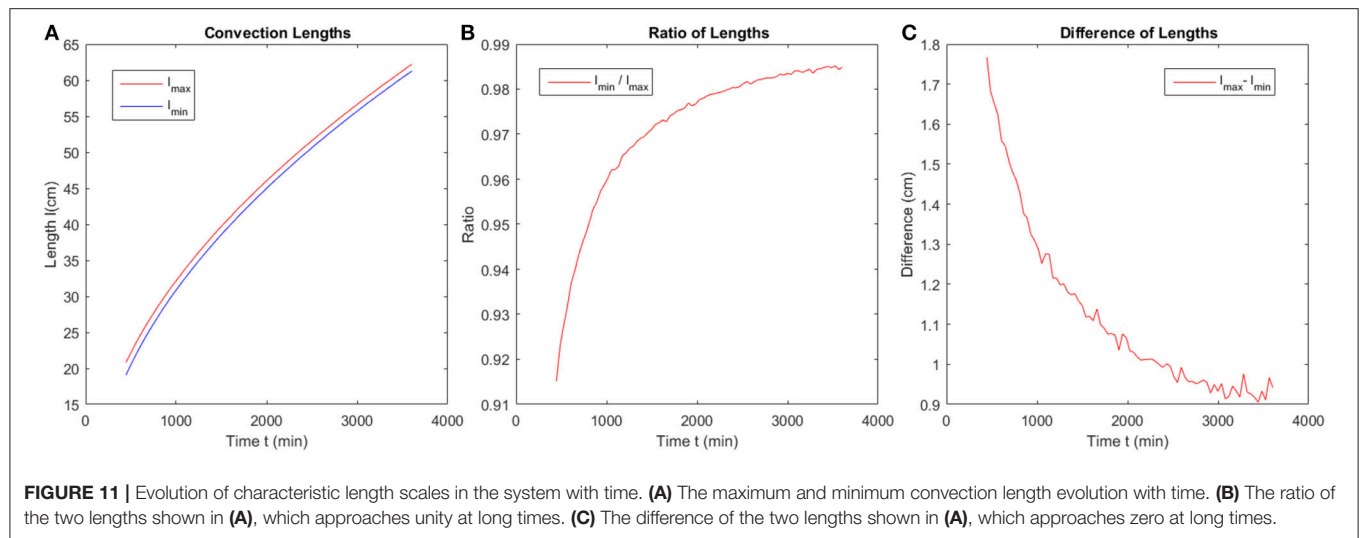 A
Convection Lengths
65
60
55
50
45
40
35
30
25
20
15
Length l(cm)
l_max
l_min
0
1000
2000
3000
4000
Time t (min)
B
Ratio of Lengths
0.99
0.98
0.97
0.96
0.95
0.94
0.93
0.92
0.91
Ratio
l_min / l_max
0
1000
2000
3000
4000
Time t (min)
C
Difference of Lengths
1.8
1.7
1.6
1.5
1.4
1.3
1.2
1.1
1
0.9
Difference (cm)
l_max - l_min
0
1000
2000
3000
4000
Time t (min)
FIGURE 11 | Evolution of characteristic length scales in the system with time. (A) The maximum and minimum convection length evolution with time. (B) The ratio of
the two lengths shown in (A), which approaches unity at long times. (C) The difference of the two lengths shown in (A), which approaches zero at long times.